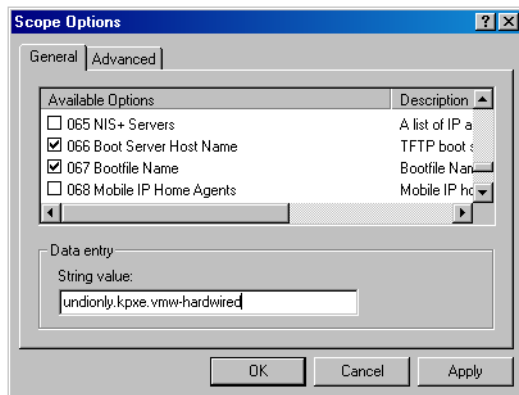 Scope Options
General Advanced
Available Options Description
065 NIS+ Servers A list of IP a
066 Boot Server Host Name TFTP boot s
067 Bootfile Name Bootfile Nam
068 Mobile IP Home Agents Mobile IP ho
Data entry
String value:
undionly.kpxe.vmw-hardwired
OK Cancel Apply